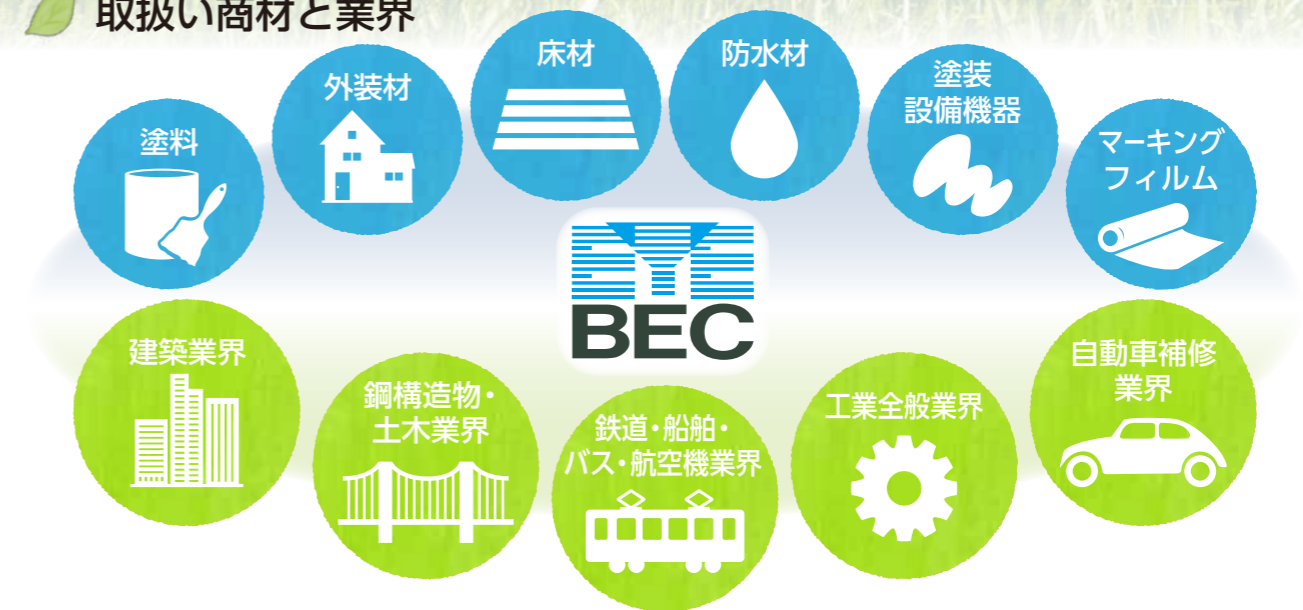 取扱い商材と業界
塗料
外装材
床材
防水材
塗装
設備機器
マーキング
フィルム
BEC
建築業界
鋼構造物・
土木業界
鉄道・船舶・
バス・航空機業界
工業全般業界
自動車補修
業界